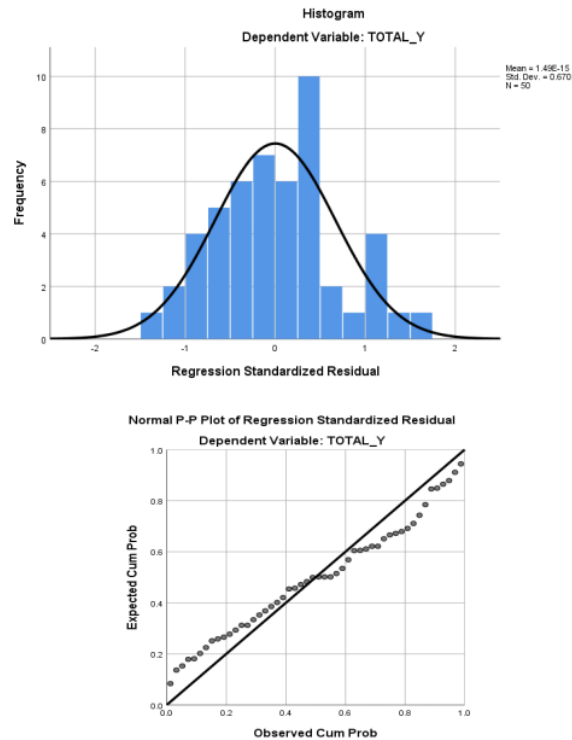 Histogram
Dependent Variable: TOTAL_Y
Mean = 1.49E-15
Std. Dev. = 0.670
N = 50
10
8
6
4
2
0
Frequency
-2
-1
0
1
2
Regression Standardized Residual
Normal P-P Plot of Regression Standardized Residual
Dependent Variable: TOTAL_Y
1.0
0.8
0.6
0.4
0.2
0.0
Expected Cum Prob
0.0
0.2
0.4
0.6
0.8
1.0
Observed Cum Prob